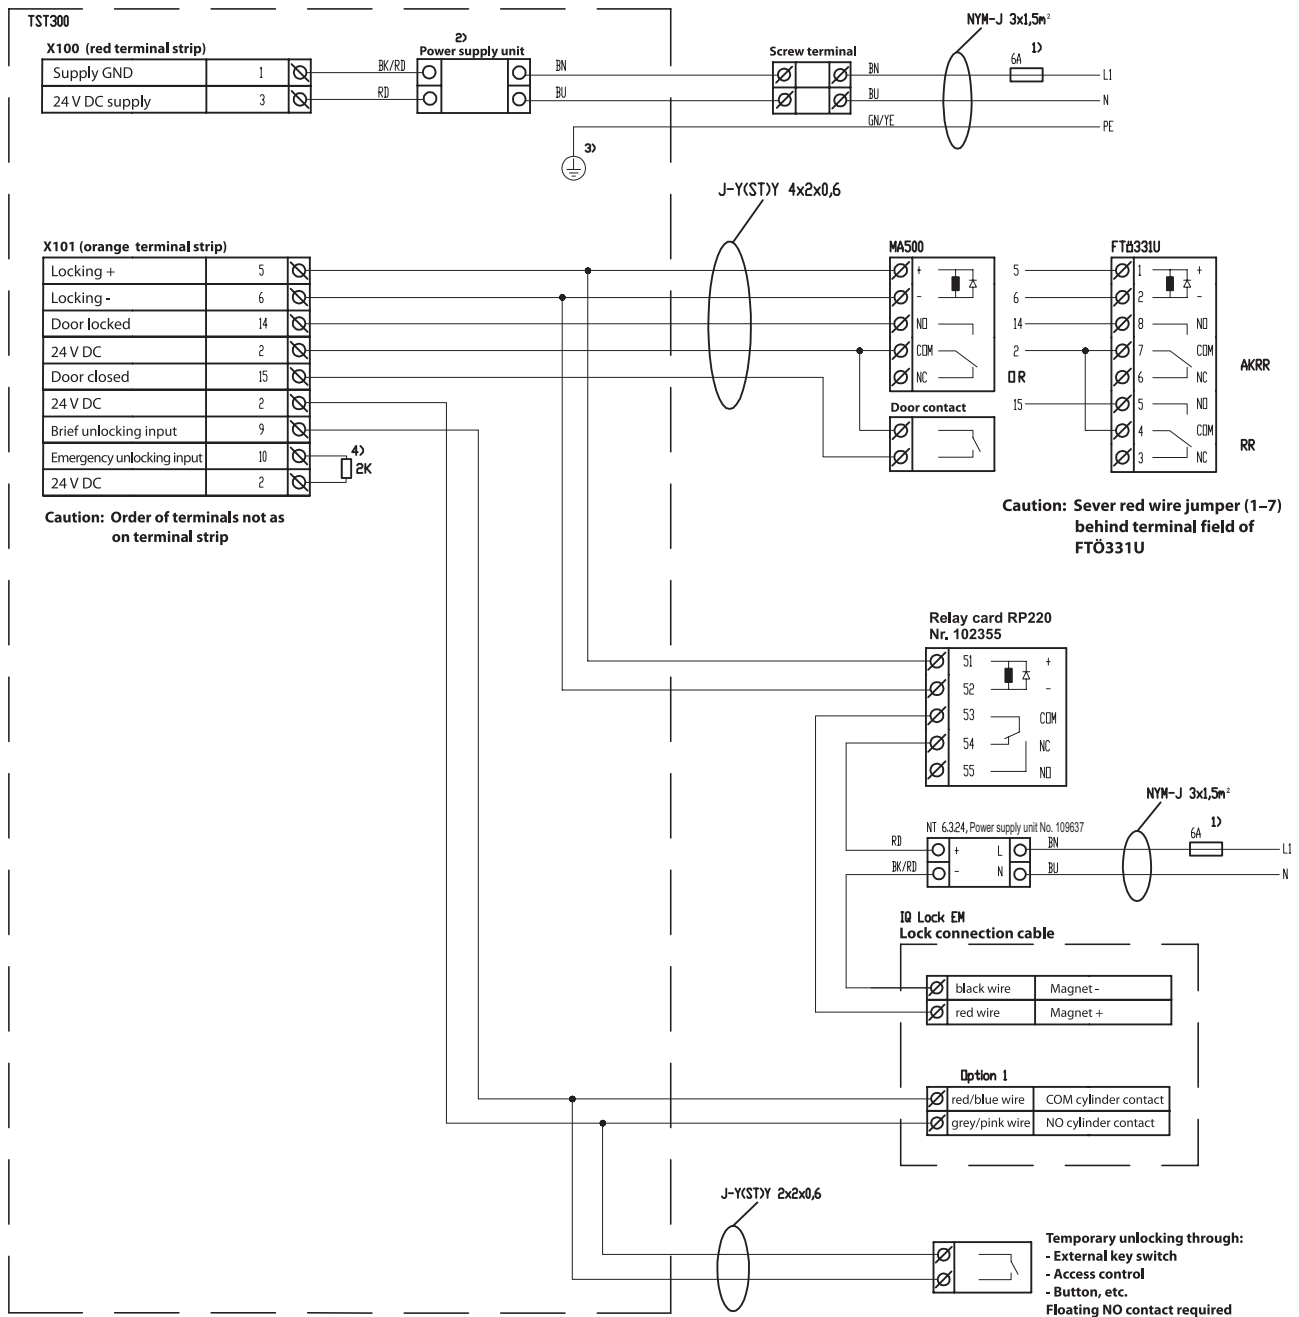 TST300
X100 (red terminal strip)
Supply GND 1
24 V DC supply 3
BK/RD
RD
2)
Power supply unit
BN
BU
Screw terminal
BN
BU
GN/YE
NYM-J 3x1,5m²
6A 1)
L1
N
PE
3)
J-Y(ST)Y 4x2x0,6
X101 (orange terminal strip)
Locking + 5
Locking - 6
Door locked 14
24 V DC 2
Door closed 15
24 V DC 2
Brief unlocking input 9
Emergency unlocking input 10
24 V DC 2
4)
2K
Caution: Order of terminals not as
on terminal strip
MA500
+
-
NO
COM
NC
Door contact
5
6
14
2
OR
15
FTÖ331U
1 +
2 -
8 NO
7 COM
6 NC
5 NO
4 COM
3 NC
AKRR
RR
Caution: Sever red wire jumper (1–7)
behind terminal field of
FTÖ331U
Relay card RP220
Nr. 102355
51 +
52 -
53 COM
54 NC
55 NO
NYM-J 3x1,5m²
6A 1)
L1
N
NT 6.3.24, Power supply unit No. 109637
RD + L BN
BK/RD - N BU
IQ Lock EM
Lock connection cable
black wire Magnet -
red wire Magnet +
Option 1
red/blue wire COM cylinder contact
grey/pink wire NO cylinder contact
J-Y(ST)Y 2x2x0,6
Temporary unlocking through:
- External key switch
- Access control
- Button, etc.
Floating NO contact required